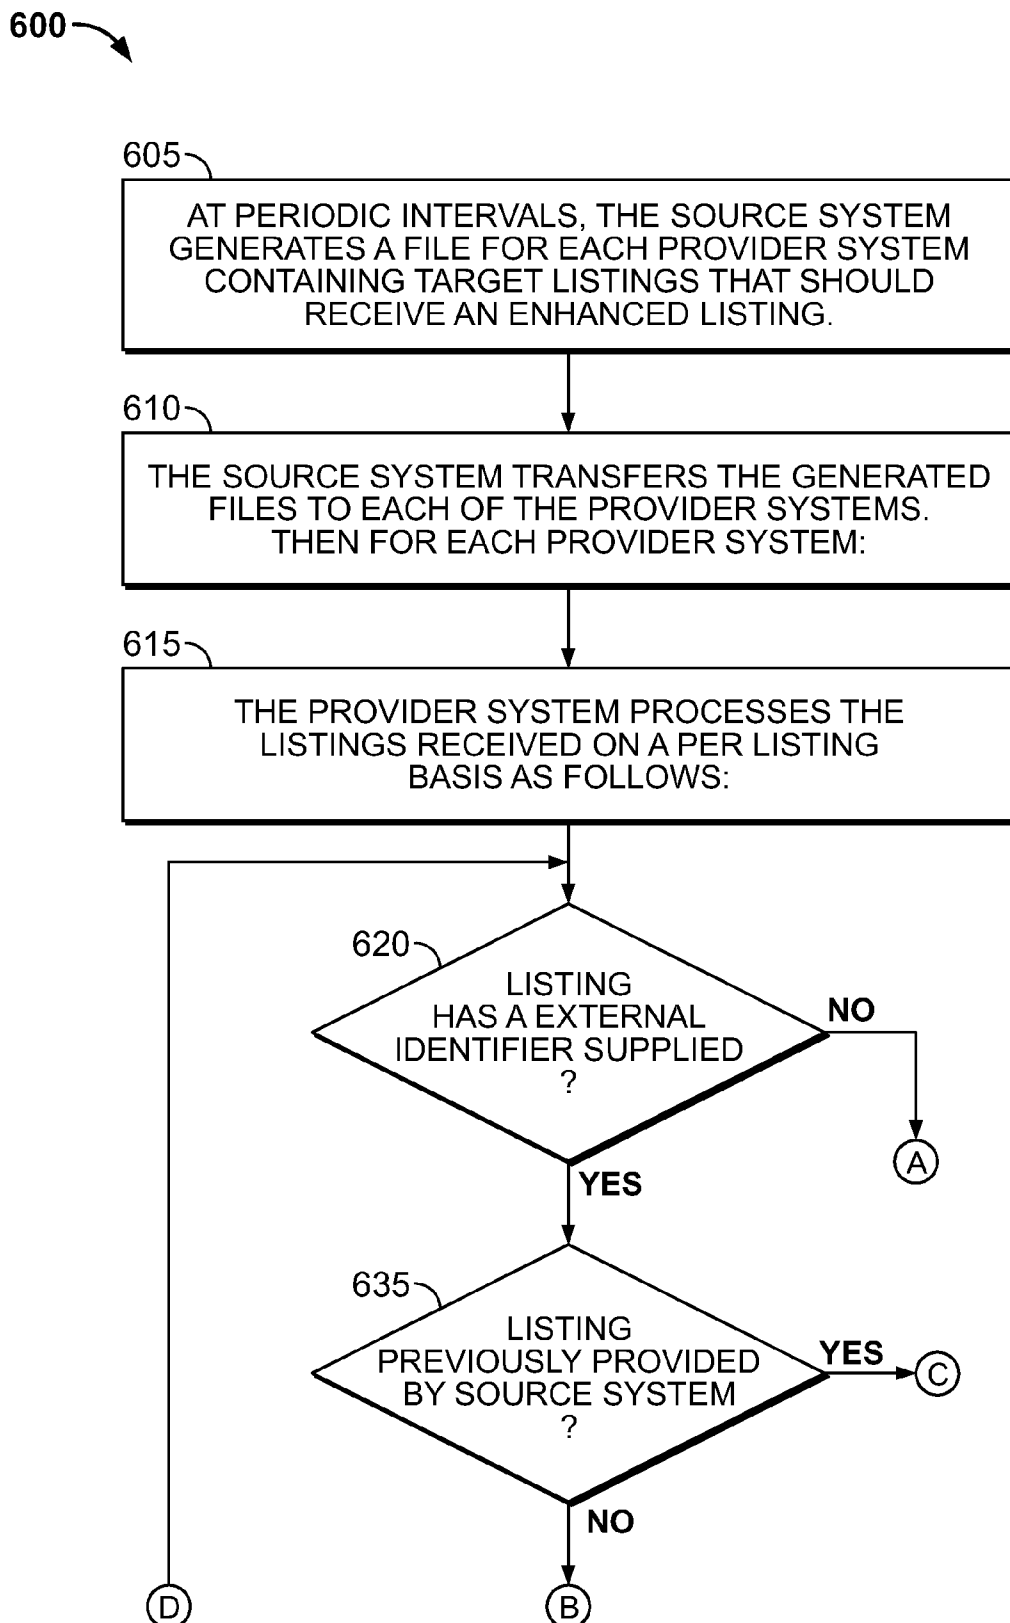 600
605
AT PERIODIC INTERVALS, THE SOURCE SYSTEM
GENERATES A FILE FOR EACH PROVIDER SYSTEM
CONTAINING TARGET LISTINGS THAT SHOULD
RECEIVE AN ENHANCED LISTING.
610
THE SOURCE SYSTEM TRANSFERS THE GENERATED
FILES TO EACH OF THE PROVIDER SYSTEMS.
THEN FOR EACH PROVIDER SYSTEM:
615
THE PROVIDER SYSTEM PROCESSES THE
LISTINGS RECEIVED ON A PER LISTING
BASIS AS FOLLOWS:
620
LISTING
HAS A EXTERNAL
IDENTIFIER SUPPLIED
?
NO
A
YES
635
LISTING
PREVIOUSLY PROVIDED
BY SOURCE SYSTEM
?
YES
C
NO
D
B